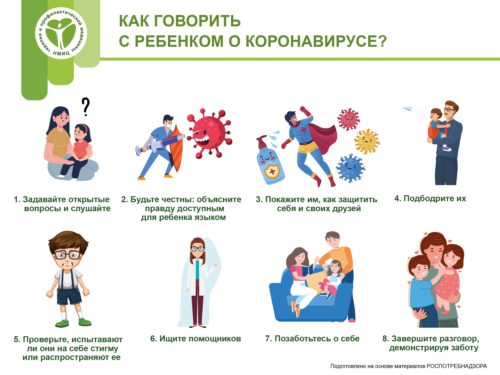 КАК ГОВОРИТЬ
С РЕБЕНКОМ О КОРОНАВИРУСЕ?
?
1. Задавайте открытые
вопросы и слушайте
2. Будьте честны: объясните
правду доступным
для ребенка языком
3. Покажите им, как защитить
себя и своих друзей
4. Подбодрите их
5. Проверьте, испытывают
ли они на себе стигму
или распространяют ее
6. Ищите помощников
7. Позаботьтесь о себе
8. Завершите разговор,
демонстрируя заботу
Подготовлено на основе материалов РОСПОТРЕБНАДЗОРА